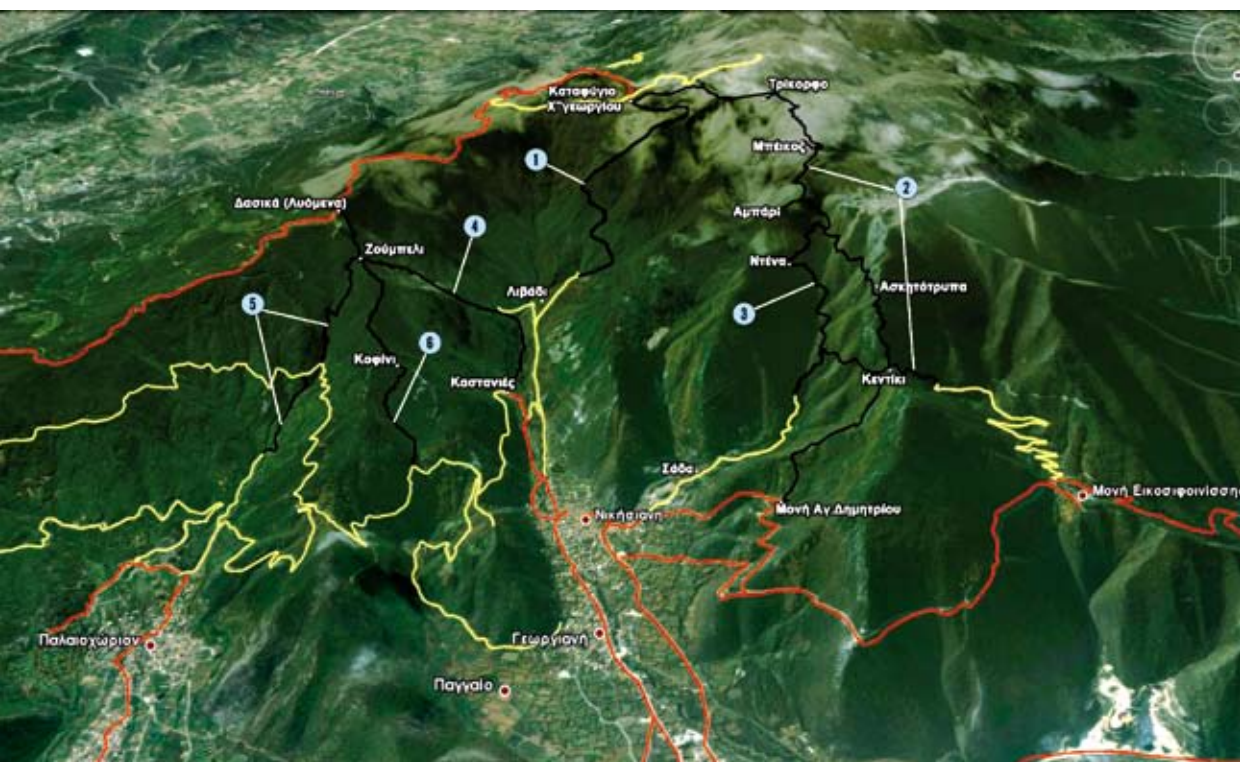 Τρίκορφο
Καταφύγιο
Χ"γεωργίου
Μπέικος
1
2
Δασικά (Λυόμενα)
Αμπάρι
4
Ζούμπελι
Ντένα
Λιβάδι
Ασκητότρυπα
5
3
6
Καφίνι
Καστανιές
Κεντίκι
Σάδα
Μονή Εικοσιφοινίσσης
Μονή Αγ Δημητρίου
Νικήσιανη
Παλαιοχώριον
Γεωργιανή
Παγγαίο